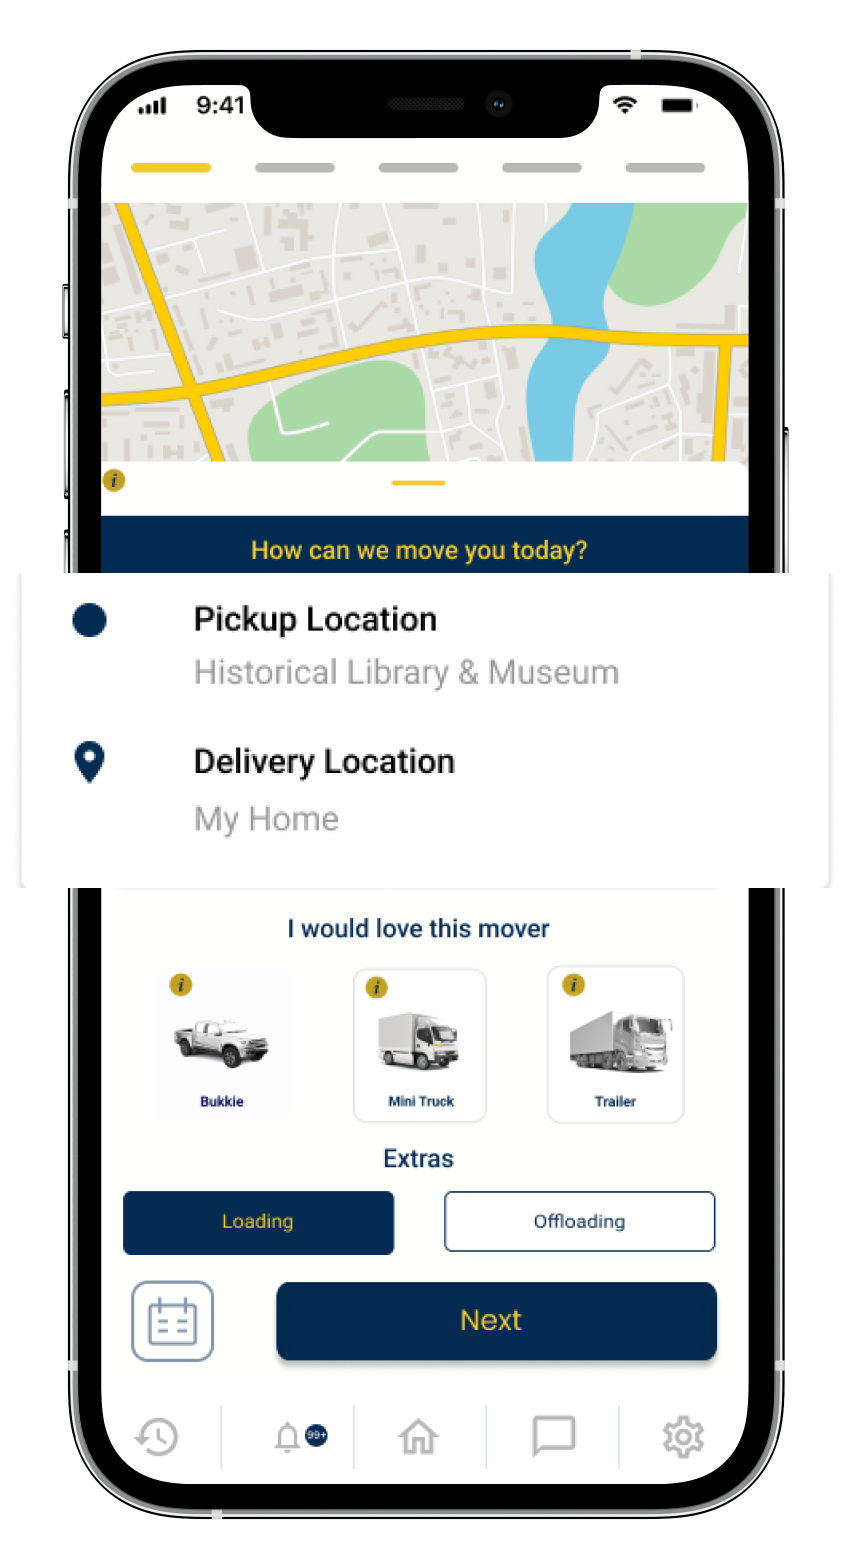 9:41
How can we move you today?
Pickup Location
Historical Library & Museum
Delivery Location
My Home
I would love this mover
i
i
i
i
Bukkie
Mini Truck
Trailer
Extras
Loading
Offloading
Next
99+